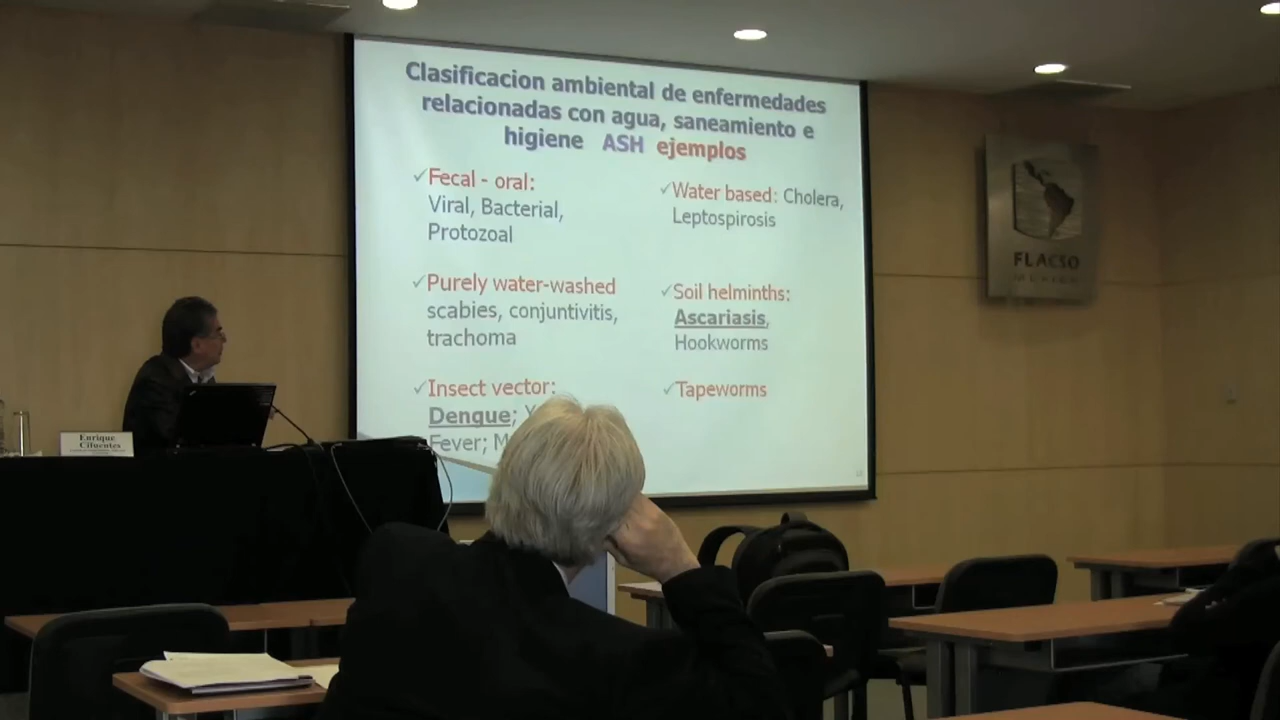 Clasificacion ambiental de enfermedades
relacionadas con agua, saneamiento e
higiene ASH ejemplos
✓Fecal - oral:
Viral, Bacterial,
Protozoal
✓Purely water-washed
scabies, conjuntivitis,
trachoma
✓Insect vector:
Dengue;
Fever;
✓Water based: Cholera,
Leptospirosis
✓Soil helminths:
Ascariasis,
Hookworms
✓Tapeworms
FLACSO
MEXICO
Enrique
Cifuentes